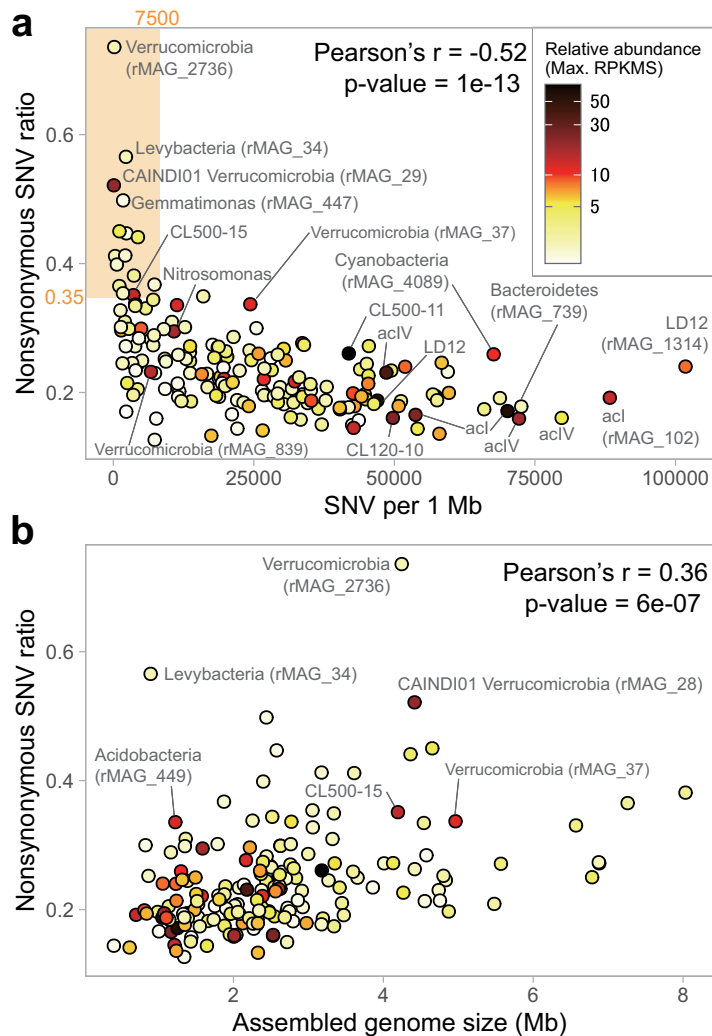 a
7500
Verrucomicrobia
(rMAG_2736)
Pearson's r = -0.52
p-value = 1e-13
Relative abundance
(Max. RPKMS)
50
30
10
5
Nonsynonymous SNV ratio
0.6
0.4
0.35
0.2
Levybacteria (rMAG_34)
CAINDI01 Verrucomicrobia (rMAG_29)
Gemmatimonas (rMAG_447)
CL500-15
Verrucomicrobia (rMAG_37)
Nitrosomonas
Cyanobacteria
(rMAG_4089)
CL500-11
Bacteroidetes
(rMAG_739)
acIV
LD12
LD12
(rMAG_1314)
Verrucomicrobia (rMAG_839)
CL120-10
acI
acIV
acIV
acI
(rMAG_102)
0
25000
50000
75000
100000
SNV per 1 Mb
b
Verrucomicrobia
(rMAG_2736)
Pearson's r = 0.36
p-value = 6e-07
Nonsynonymous SNV ratio
0.6
0.4
0.2
Levybacteria (rMAG_34)
CAINDI01 Verrucomicrobia (rMAG_28)
Acidobacteria
(rMAG_449)
CL500-15
Verrucomicrobia (rMAG_37)
2
4
6
8
Assembled genome size (Mb)